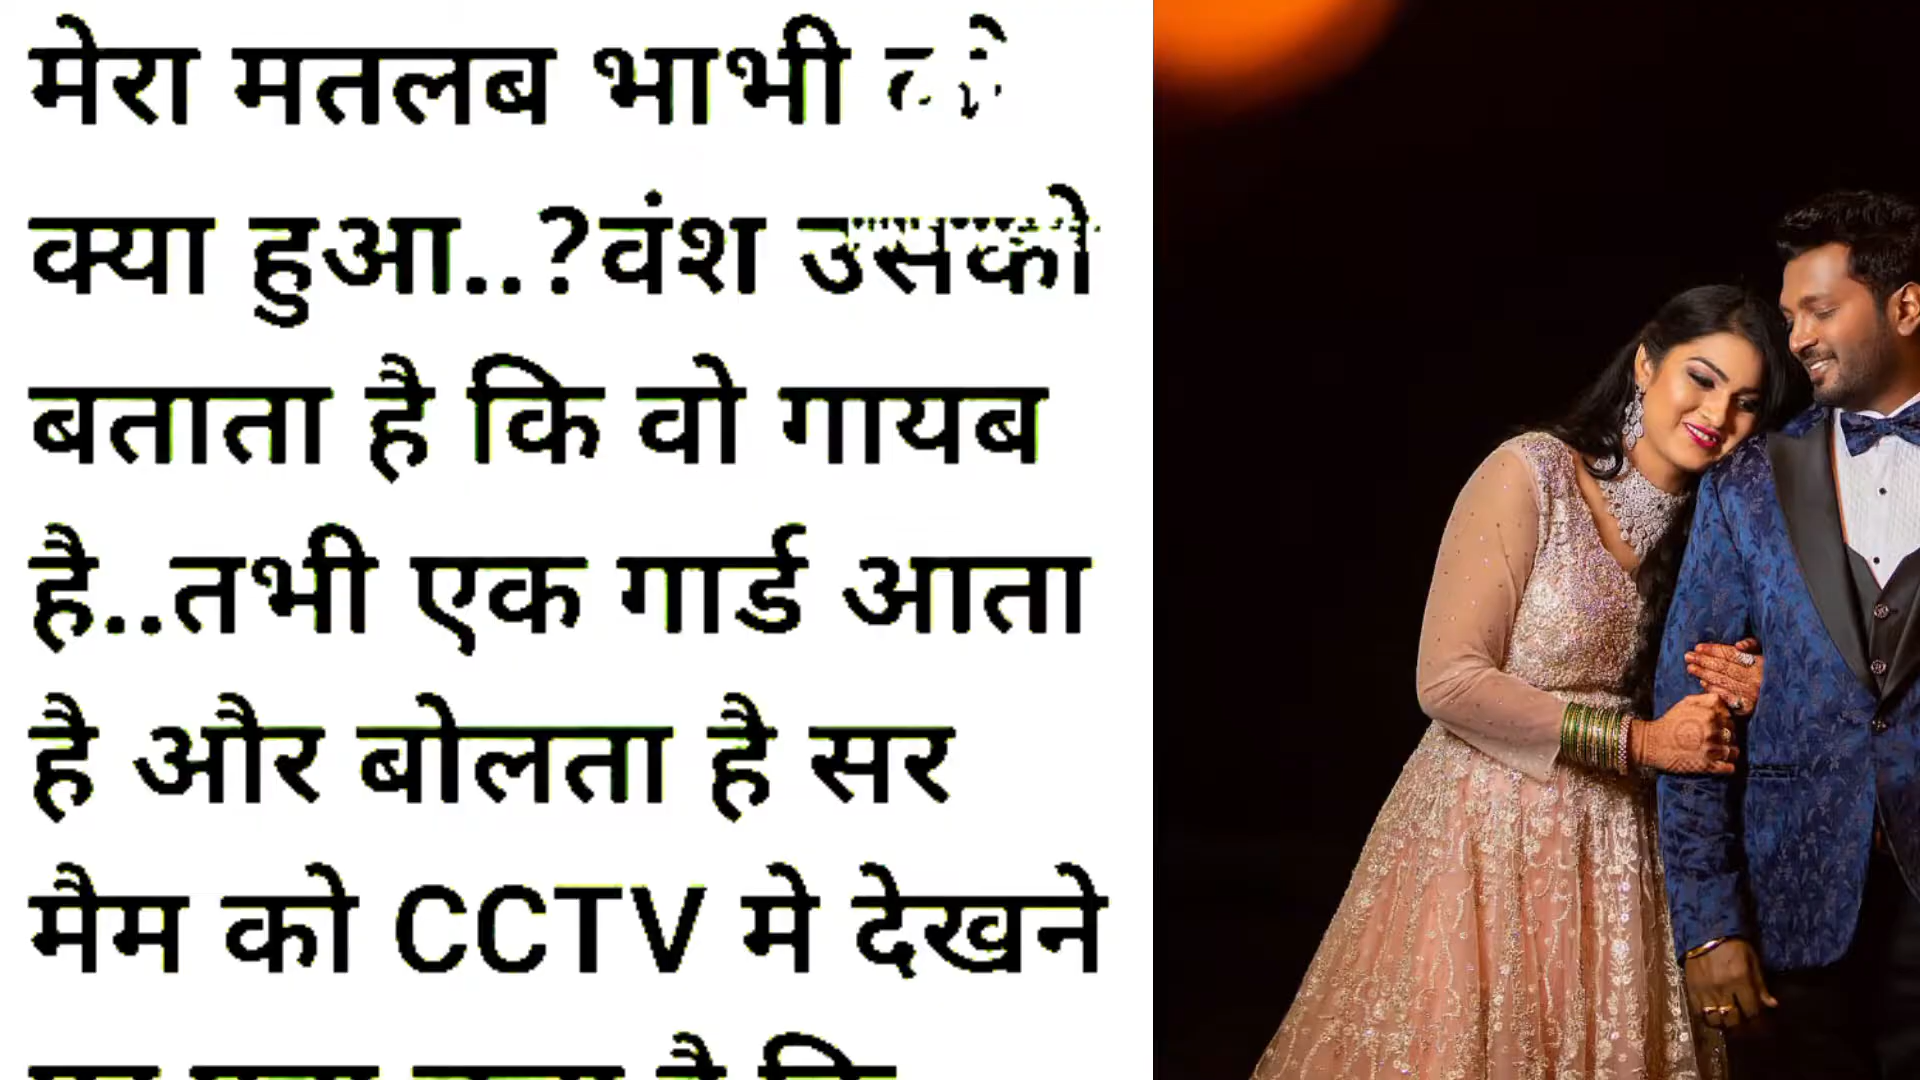 मेरा मतलब भाभी को
क्या हुआ..?वंश उसको
बताता है कि वो गायब
है..तभी एक गार्ड आता
है और बोलता है सर
मैम को CCTV मे देखने